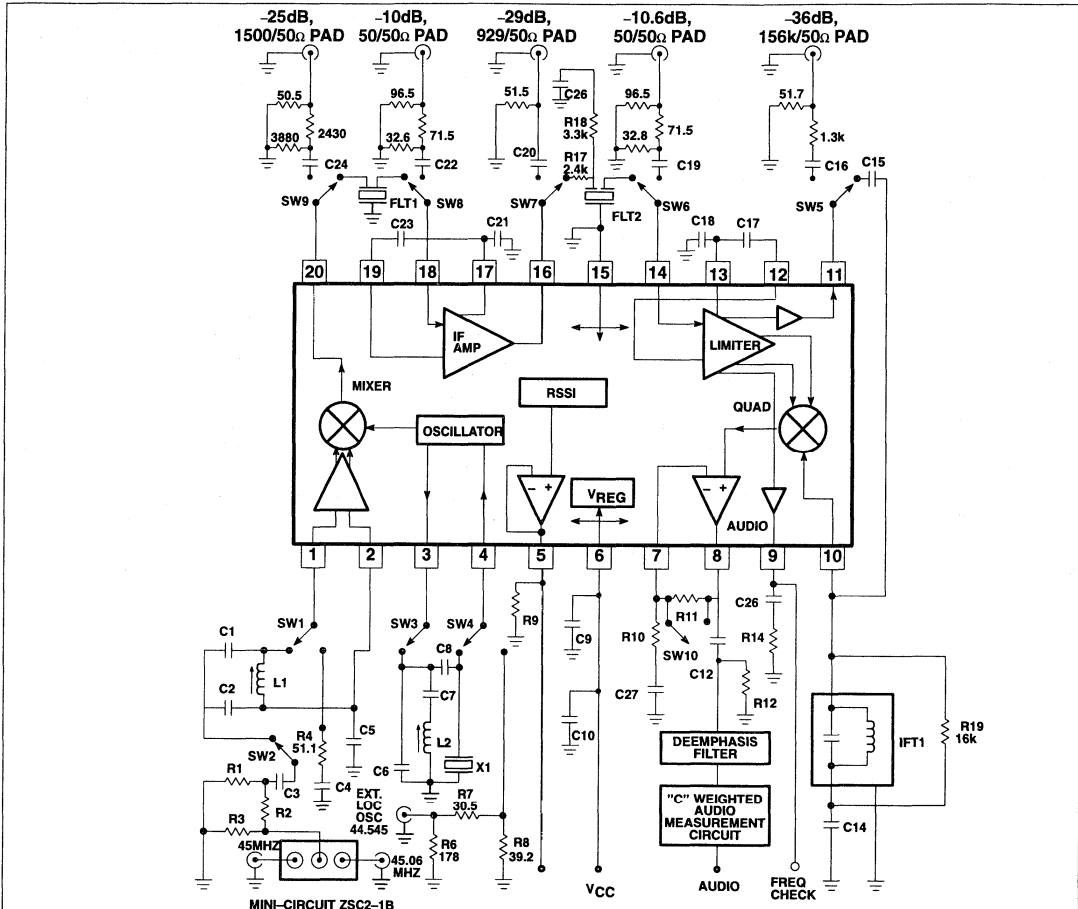 –25dB, –10dB, –29dB, –10.6dB, –36dB,
1500/50Ω PAD 50/50Ω PAD 929/50Ω PAD 50/50Ω PAD 156k/50Ω PAD
50.5 96.5 51.5 C26 96.5 51.7
3880 2430 32.6 71.5 R18 3.3k 32.8 71.5 1.3k
C24 C22 C20 R17 2.4k C19 C16 C15
SW9 FLT1 SW8 SW7 FLT2 SW6 SW5
C23 C21 C18 C17
20 19 18 17 16 15 14 13 12 11
IF AMP
LIMITER
MIXER
RSSI
QUAD
OSCILLATOR
– +
VREG
– +
AUDIO
1 2 3 4 5 6 7 8 9 10
C1 SW1 SW3 SW4 R9 C9 R10 R11 C26
C8 SW10 R14
C2 L1 C7 C27 C12 R12
R4 51.1 C5 L2 C10
SW2 C6 X1 DEEMPHASIS FILTER IFT1 R19 16k
R1 C3 C4
R2 EXT. LOC OSC 44.545 R7 30.5 "C" WEIGHTED AUDIO MEASUREMENT CIRCUIT
R3 R6 178 R8 39.2 C14
45MHZ 45.06 MHZ
VCC AUDIO FREQ CHECK
MINI–CIRCUIT ZSC2–1B